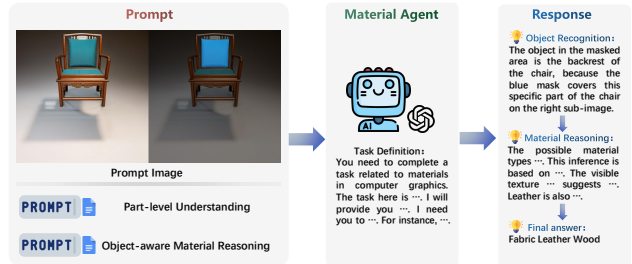 Prompt
Prompt Image
PROMPT
Part-level Understanding
PROMPT
Object-aware Material Reasoning
Material Agent
AI
Task Definition:
You need to complete a
task related to materials
in computer graphics.
The task here is ···. I will
provide you ···. I need
you to ···. For instance, ···.
Response
Object Recognition:
The object in the masked
area is the backrest of
the chair, because the
blue mask covers this
specific part of the chair
on the right sub-image.
Material Reasoning:
The possible material
types ···. This inference is
based on ···. The visible
texture ··· suggests ···.
Leather is also ···.
Final answer:
Fabric Leather Wood